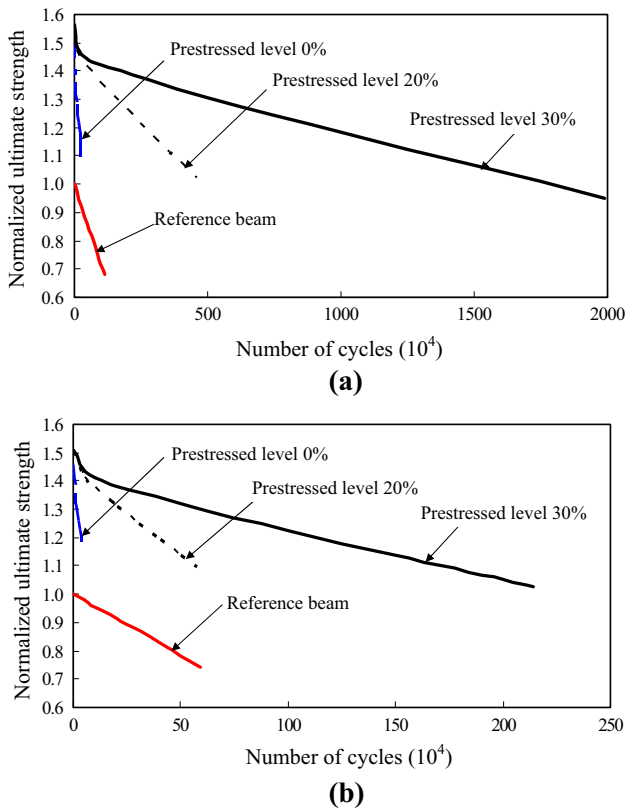 Normalized ultimate strength
1.6
1.5
1.4
1.3
1.2
1.1
1.0
0.9
0.8
0.7
0.6
Prestressed level 0%
Prestressed level 20%
Prestressed level 30%
Reference beam
0
500
1000
1500
2000
Number of cycles (10⁴)
(a)
Normalized ultimate strength
1.6
1.5
1.4
1.3
1.2
1.1
1.0
0.9
0.8
0.7
0.6
Prestressed level 0%
Prestressed level 20%
Prestressed level 30%
Reference beam
0
50
100
150
200
250
Number of cycles (10⁴)
(b)